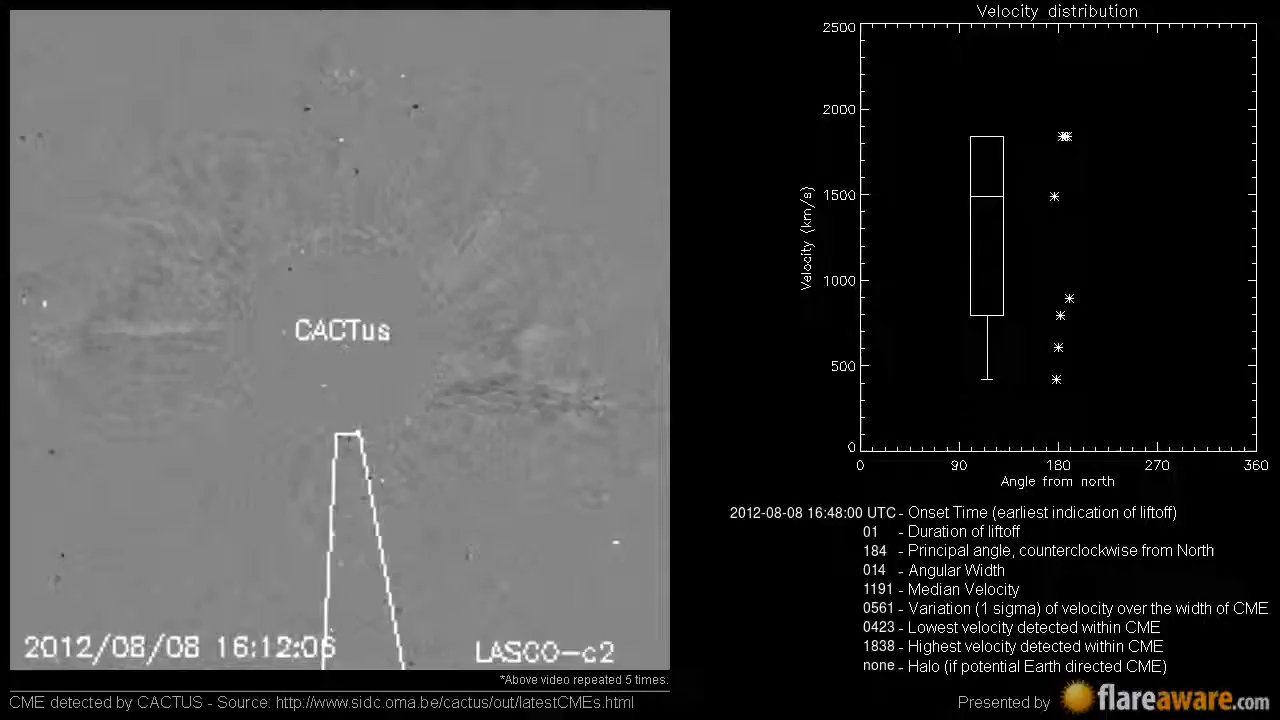 Velocity distribution
2500
2000
1500
1000
500
0
Velocity (km/s)
0 90 180 270 360
Angle from north
CACTus
2012/08/08 16:12:06
LASCO-c2
*Above video repeated 5 times.
2012-08-08 16:48:00 UTC - Onset Time (earliest indication of liftoff)
01 - Duration of liftoff
184 - Principal angle, counterclockwise from North
014 - Angular Width
1191 - Median Velocity
0561 - Variation (1 sigma) of velocity over the width of CME
0423 - Lowest velocity detected within CME
1838 - Highest velocity detected within CME
none - Halo (if potential Earth directed CME)
CME detected by CACTUS - Source: http://www.sidc.oma.be/cactus/out/latestCMEs.html
Presented by flareaware.com